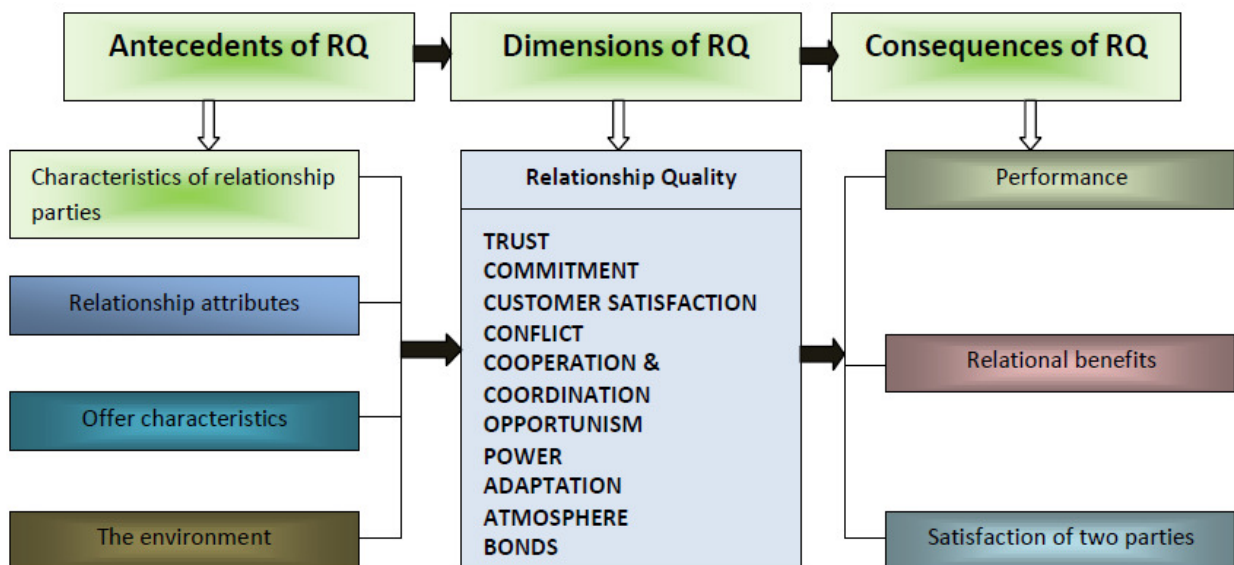 Antecedents of RQ
Dimensions of RQ
Consequences of RQ
Characteristics of relationship
parties
Relationship attributes
Offer characteristics
The environment
Relationship Quality
TRUST
COMMITMENT
CUSTOMER SATISFACTION
CONFLICT
COOPERATION &
COORDINATION
OPPORTUNISM
POWER
ADAPTATION
ATMOSPHERE
BONDS
Performance
Relational benefits
Satisfaction of two parties